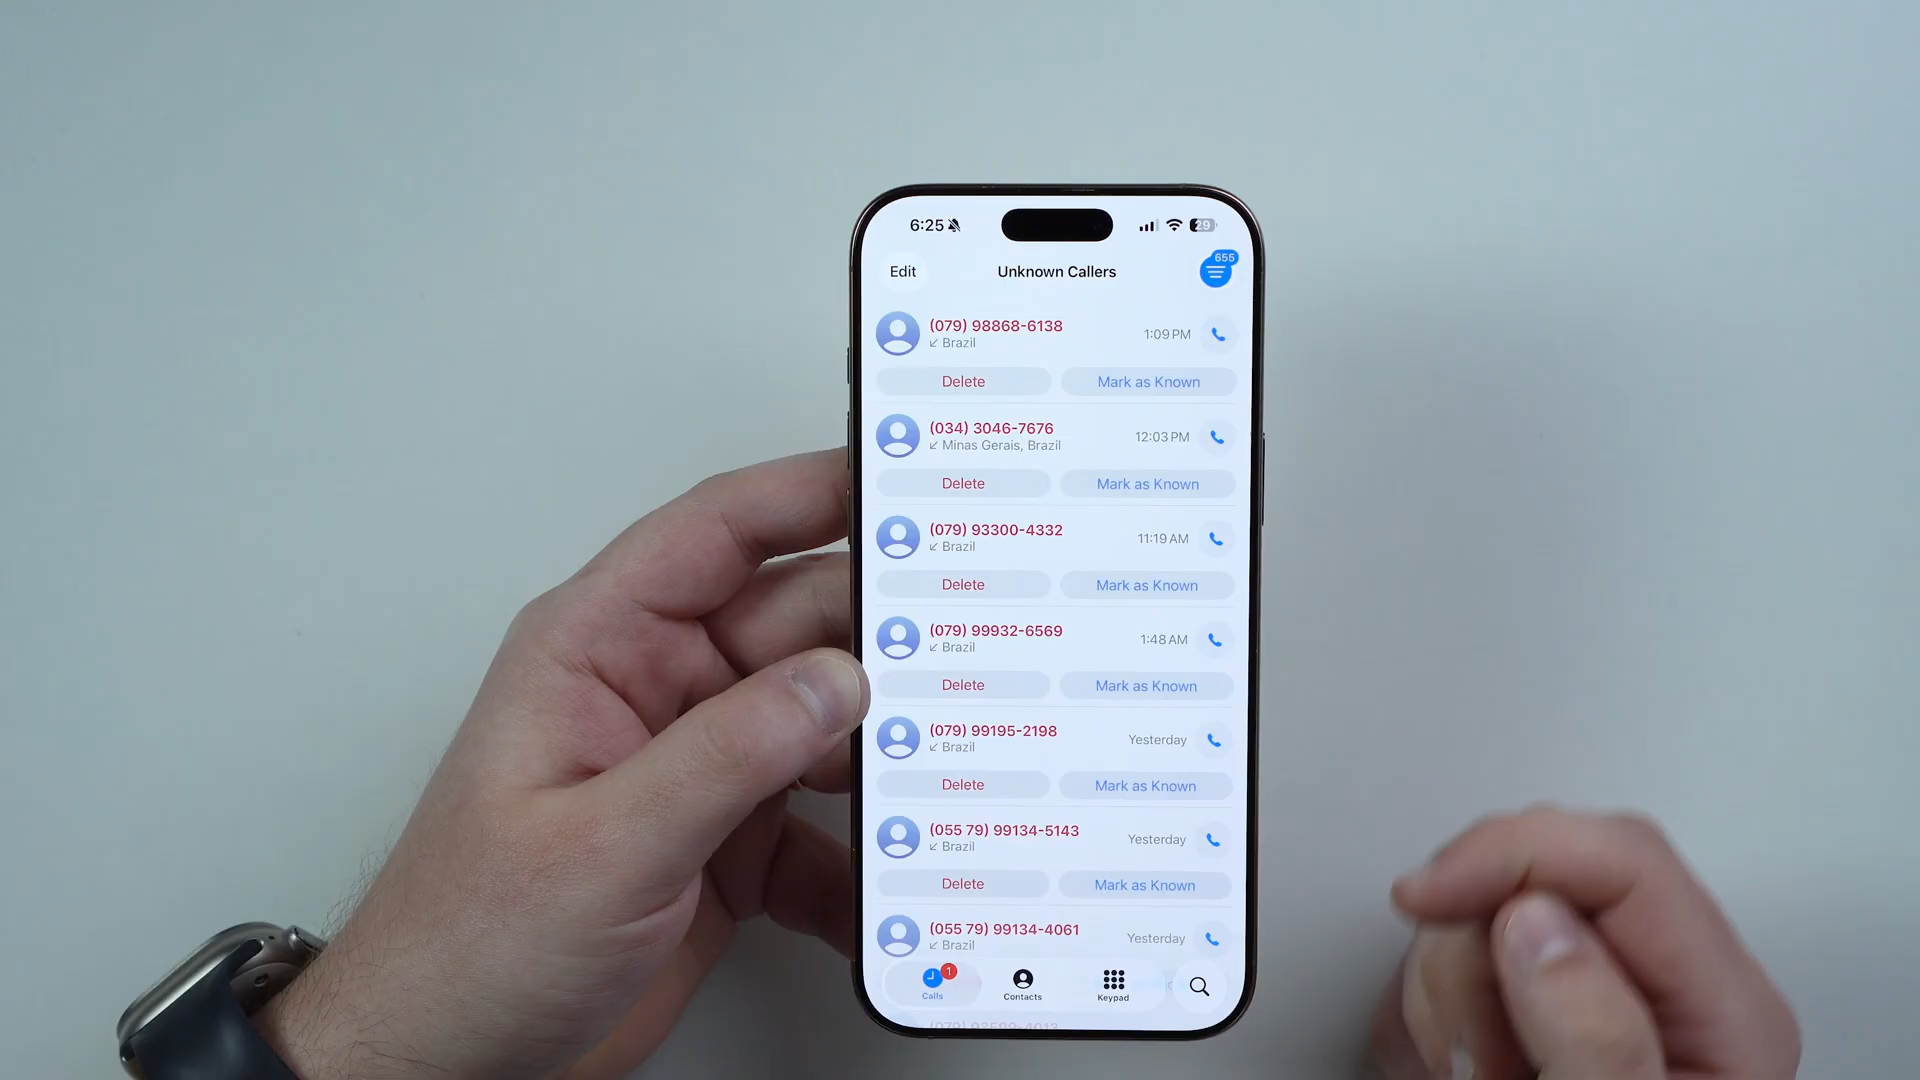 6:25
29
655
Edit
Unknown Callers
(079) 98868-6138
1:09 PM
↙ Brazil
Delete
Mark as Known
(034) 3046-7676
12:03 PM
↙ Minas Gerais, Brazil
Delete
Mark as Known
(079) 93300-4332
11:19 AM
↙ Brazil
Delete
Mark as Known
(079) 99932-6569
1:48 AM
↙ Brazil
Delete
Mark as Known
(079) 99195-2198
Yesterday
↙ Brazil
Delete
Mark as Known
(055 79) 99134-5143
Yesterday
↙ Brazil
Delete
Mark as Known
(055 79) 99134-4061
Yesterday
↙ Brazil
1
Calls
Contacts
Keypad